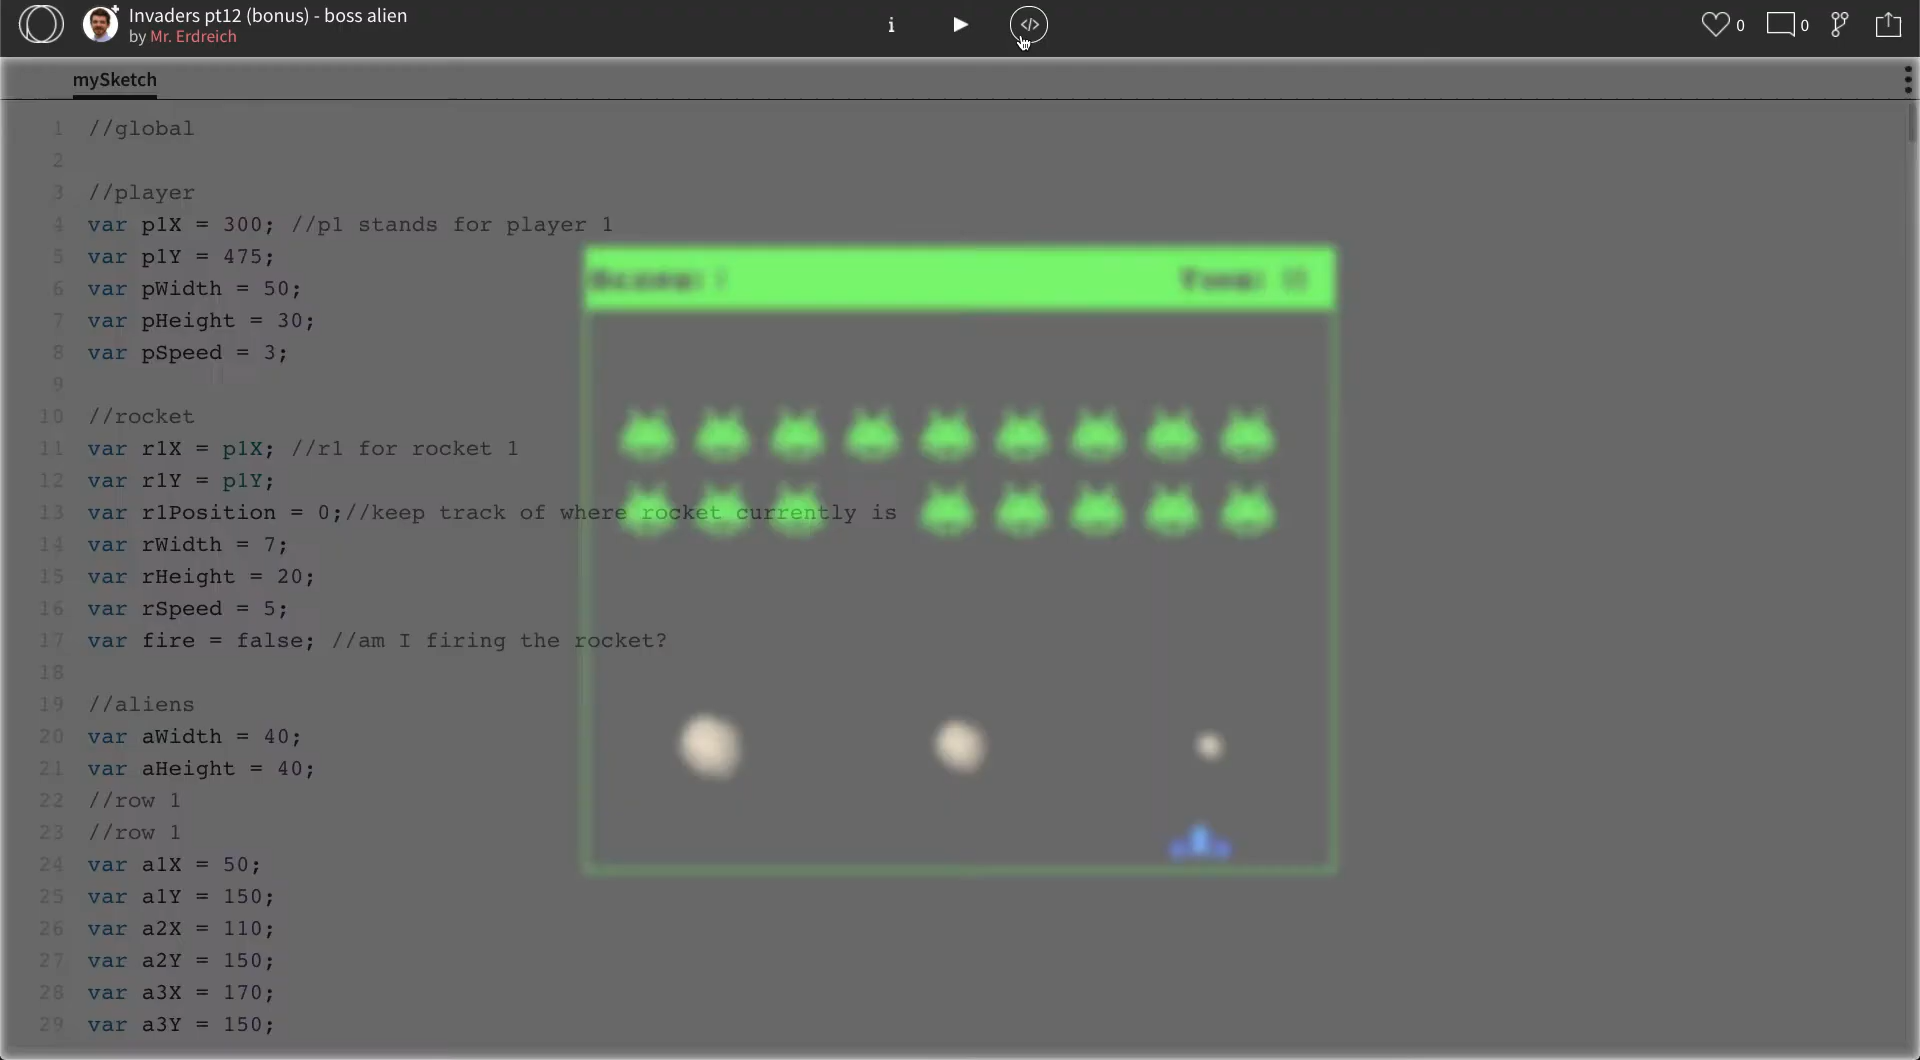 Invaders pt12 (bonus) - boss alien
by Mr. Erdreich
i
</>
0
0
mySketch
1 //global
2
3 //player
4 var p1X = 300; //p1 stands for player 1
5 var p1Y = 475;
6 var pWidth = 50;
7 var pHeight = 30;
8 var pSpeed = 3;
9
10 //rocket
11 var r1X = p1X; //r1 for rocket 1
12 var r1Y = p1Y;
13 var r1Position = 0;//keep track of where rocket currently is
14 var rWidth = 7;
15 var rHeight = 20;
16 var rSpeed = 5;
17 var fire = false; //am I firing the rocket?
18
19 //aliens
20 var aWidth = 40;
21 var aHeight = 40;
22 //row 1
23 //row 1
24 var a1X = 50;
25 var a1Y = 150;
26 var a2X = 110;
27 var a2Y = 150;
28 var a3X = 170;
29 var a3Y = 150;